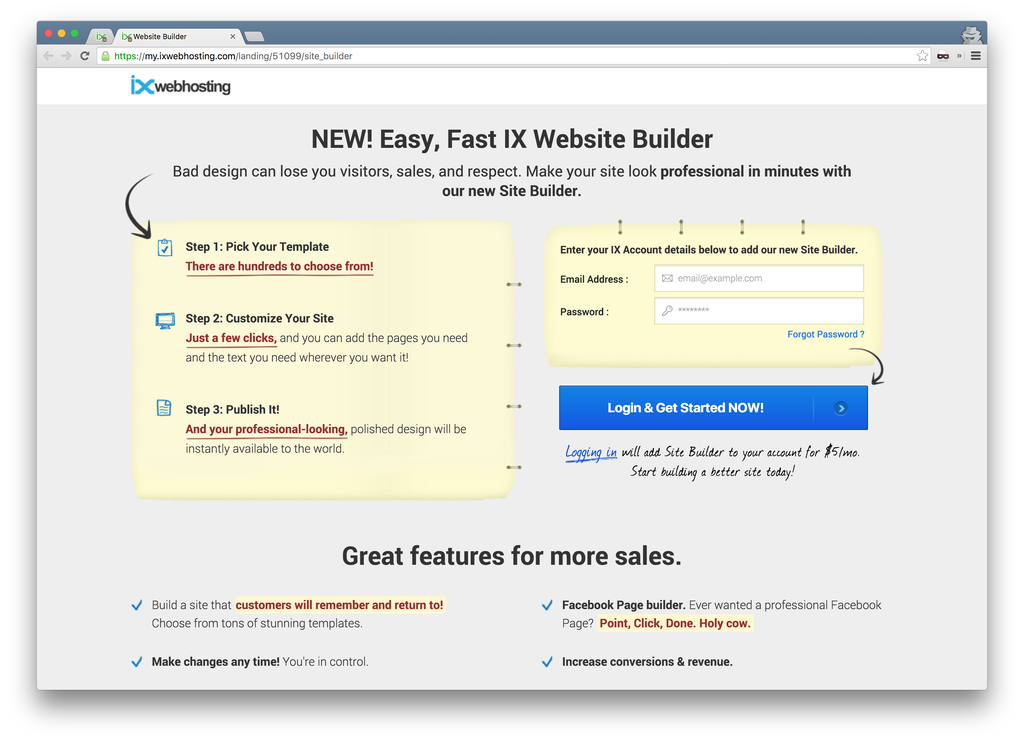 Website Builder
https://my.ixwebhosting.com/landing/51099/site_builder
ixwebhosting
NEW! Easy, Fast IX Website Builder
Bad design can lose you visitors, sales, and respect. Make your site look professional in minutes with
our new Site Builder.
Step 1: Pick Your Template
There are hundreds to choose from!
Step 2: Customize Your Site
Just a few clicks, and you can add the pages you need
and the text you need wherever you want it!
Step 3: Publish It!
And your professional-looking, polished design will be
instantly available to the world.
Enter your IX Account details below to add our new Site Builder.
Email Address :
email@example.com
Password :
********
Forgot Password ?
Login & Get Started NOW!
Logging in will add Site Builder to your account for $5/mo.
Start building a better site today!
Great features for more sales.
Build a site that customers will remember and return to!
Choose from tons of stunning templates.
Make changes any time! You're in control.
Facebook Page builder. Ever wanted a professional Facebook
Page? Point, Click, Done. Holy cow.
Increase conversions & revenue.